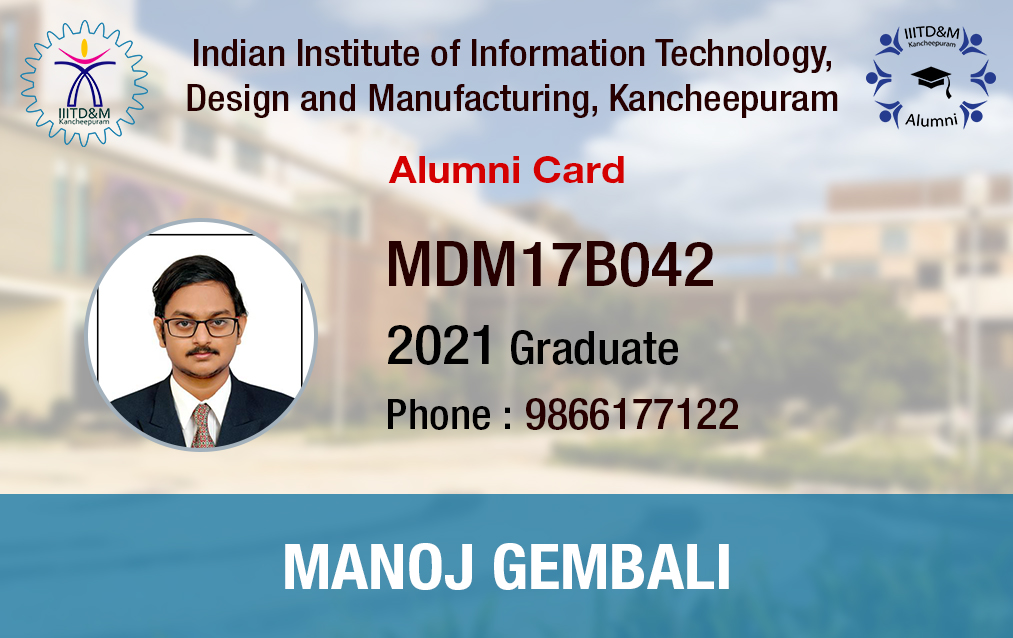 IIITD&M
Kancheepuram
Indian Institute of Information Technology,
Design and Manufacturing, Kancheepuram
IIITD&M
Kancheepuram
Alumni
Alumni Card
MDM17B042
2021 Graduate
Phone : 9866177122
MANOJ GEMBALI